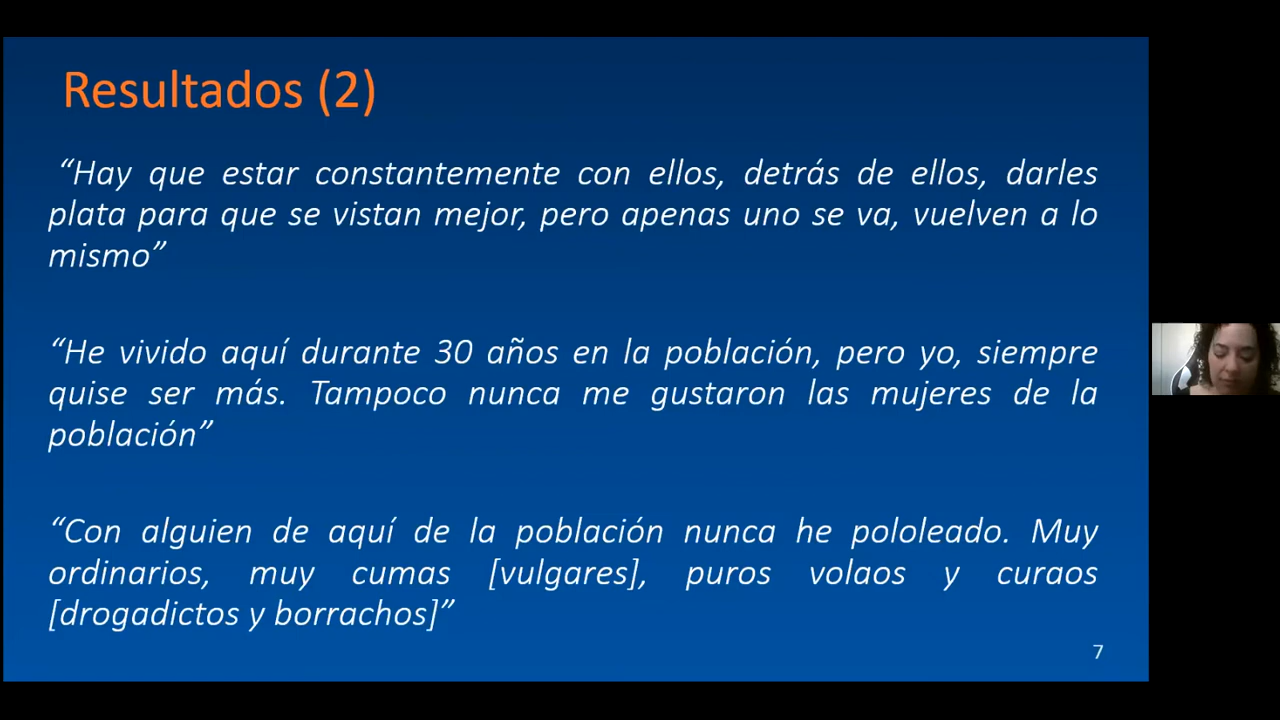 Resultados (2)
“Hay que estar constantemente con ellos, detrás de ellos, darles
plata para que se vistan mejor, pero apenas uno se va, vuelven a lo
mismo”
“He vivido aquí durante 30 años en la población, pero yo, siempre
quise ser más. Tampoco nunca me gustaron las mujeres de la
población”
“Con alguien de aquí de la población nunca he pololeado. Muy
ordinarios, muy cumas [vulgares], puros volaos y curaos
[drogadictos y borrachos]”
7